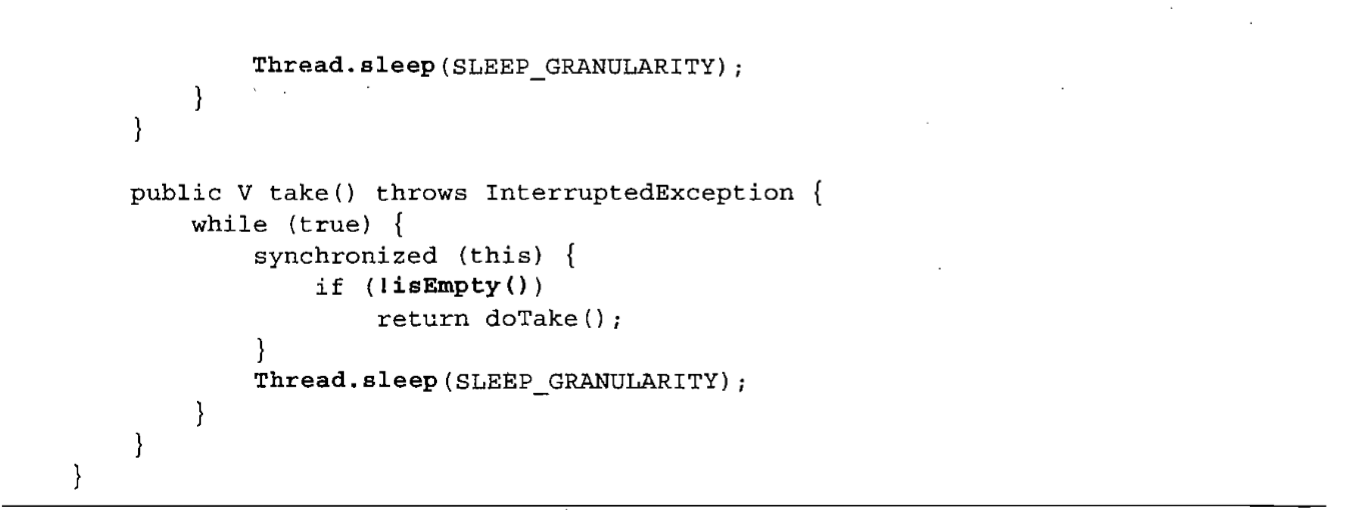 Thread.sleep(SLEEP_GRANULARITY);
}
}
public V take() throws InterruptedException {
while (true) {
synchronized (this) {
if (!isEmpty())
return doTake();
}
Thread.sleep(SLEEP_GRANULARITY);
}
}
}